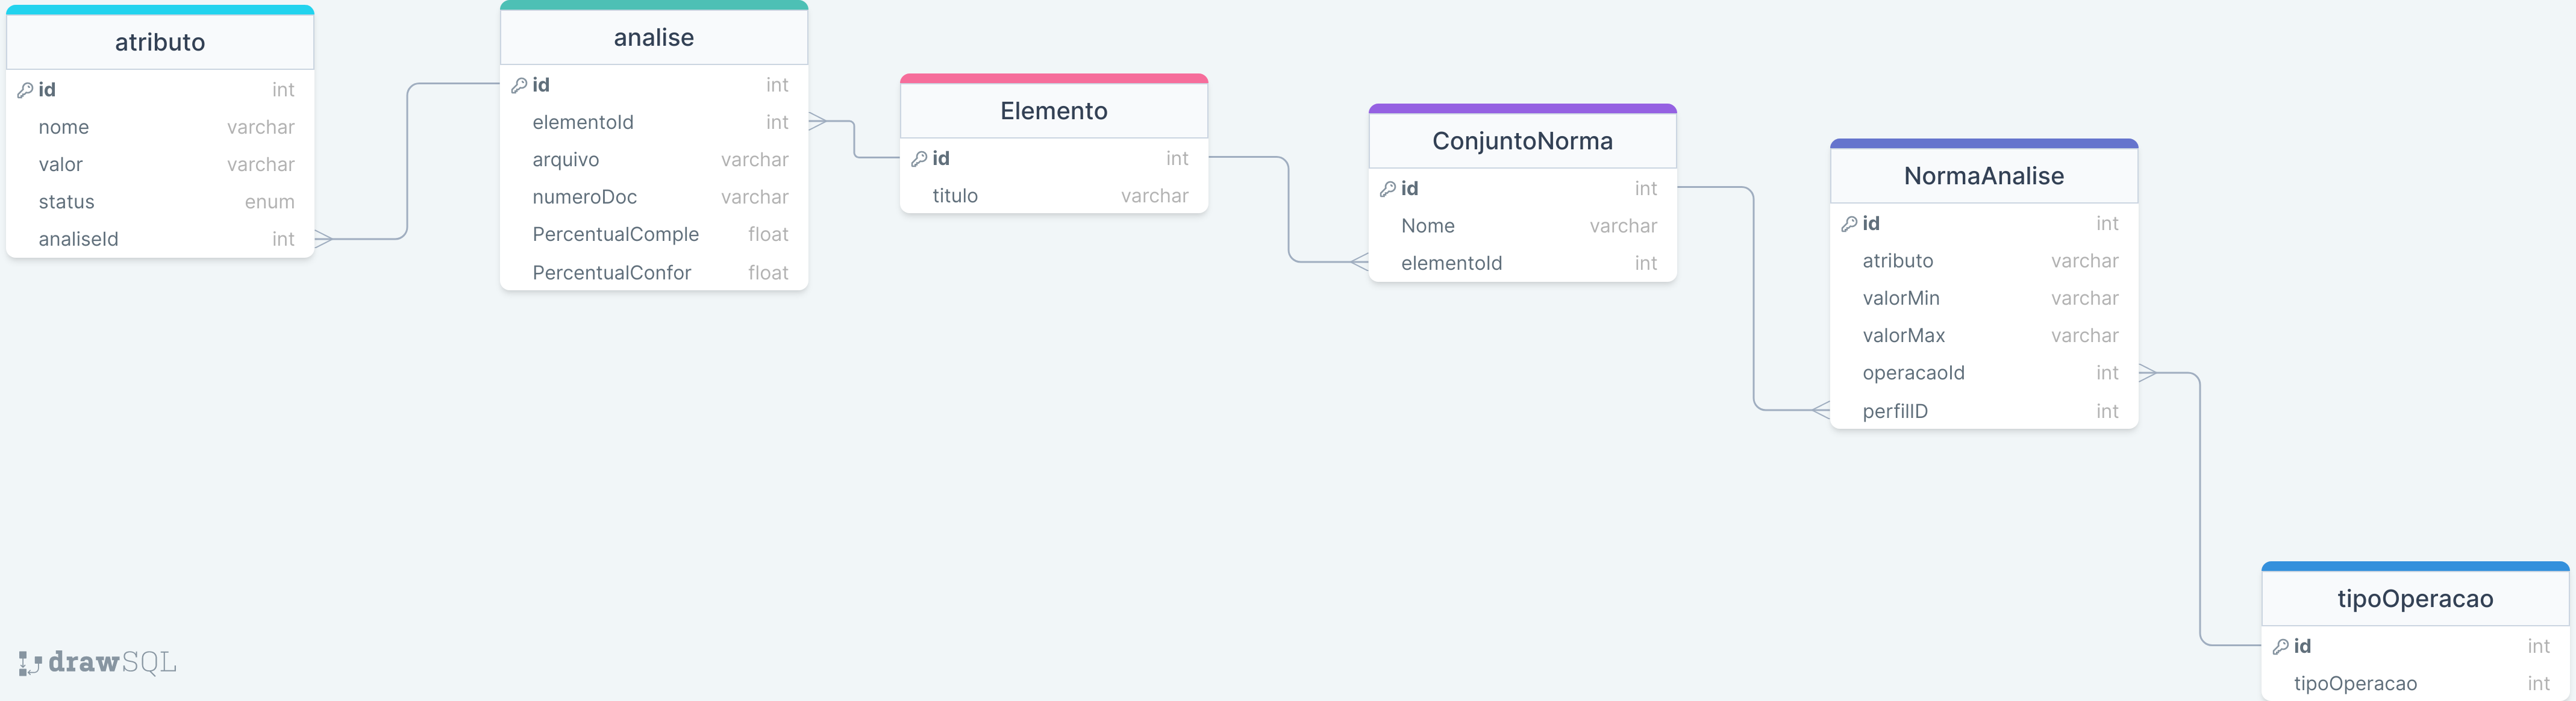 atributo
id int
nome varchar
valor varchar
status enum
analiseId int
analise
id int
elementoId int
arquivo varchar
numeroDoc varchar
PercentualComple float
PercentualConfor float
Elemento
id int
titulo varchar
ConjuntoNorma
id int
Nome varchar
elementoId int
NormaAnalise
id int
atributo varchar
valorMin varchar
valorMax varchar
operacaoId int
perfilID int
tipoOperacao
id int
tipoOperacao int
drawSQL